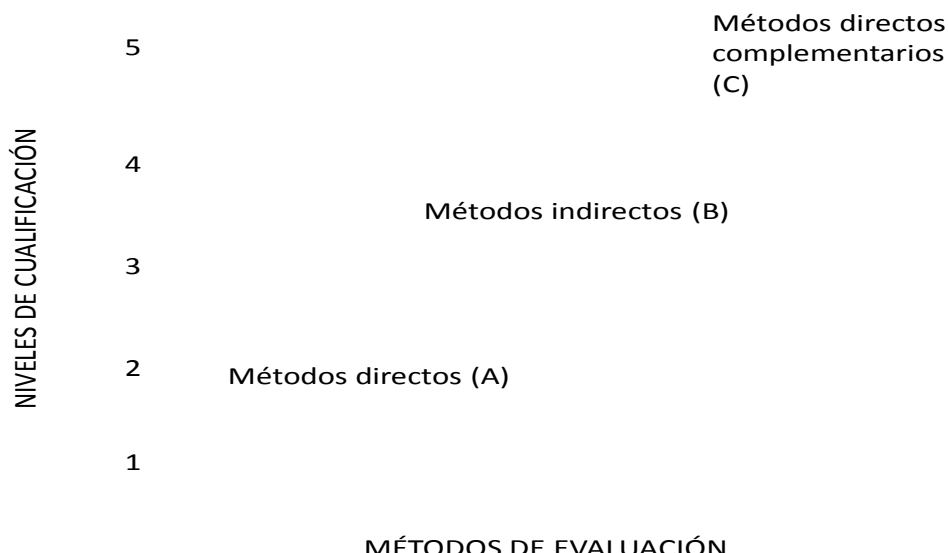 Métodos directos
complementarios
(C)
5
4
Métodos indirectos (B)
3
2
Métodos directos (A)
1
NIVELES DE CUALIFICACIÓN
MÉTODOS DE EVALUACIÓN